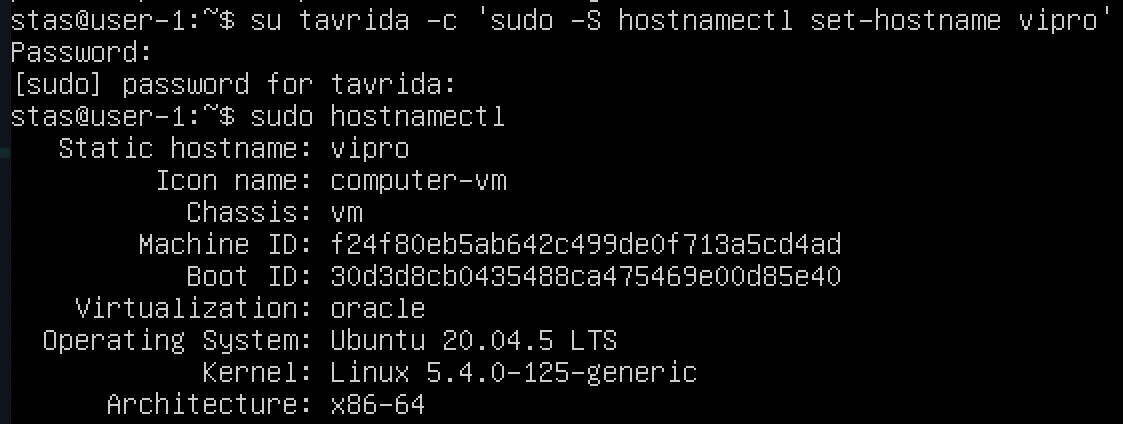 stas@user-1:~$ su tavrida -c 'sudo -S hostnamectl set-hostname vipro'
Password:
[sudo] password for tavrida:
stas@user-1:~$ sudo hostnamectl
Static hostname: vipro
Icon name: computer-vm
Chassis: vm
Machine ID: f24f80eb5ab642c499de0f713a5cd4ad
Boot ID: 30d3d8cb0435488ca475469e00d85e40
Virtualization: oracle
Operating System: Ubuntu 20.04.5 LTS
Kernel: Linux 5.4.0-125-generic
Architecture: x86-64